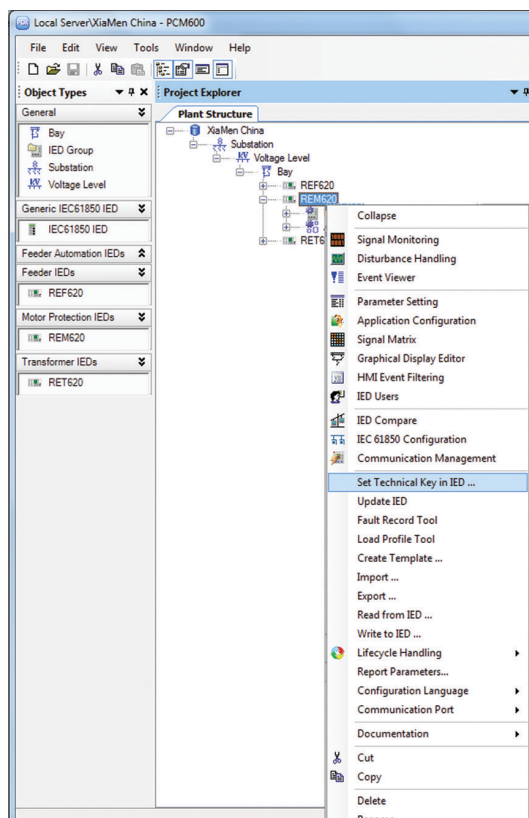 Local Server\XiaMen China - PCM600
File Edit View Tools Window Help
Object Types
General
Bay
IED Group
Substation
Voltage Level
Generic IEC61850 IED
IEC61850 IED
Feeder Automation IEDs
Feeder IEDs
REF620
Motor Protection IEDs
REM620
Transformer IEDs
RET620
Project Explorer
Plant Structure
XiaMen China
Substation
Voltage Level
Bay
REF620
REM620
RET6
Collapse
Signal Monitoring
Disturbance Handling
Event Viewer
Parameter Setting
Application Configuration
Signal Matrix
Graphical Display Editor
HMI Event Filtering
IED Users
IED Compare
IEC 61850 Configuration
Communication Management
Set Technical Key in IED ...
Update IED
Fault Record Tool
Load Profile Tool
Create Template ...
Import ...
Export ...
Read from IED ...
Write to IED ...
Lifecycle Handling
Report Parameters...
Configuration Language
Communication Port
Documentation
Cut
Copy
Delete